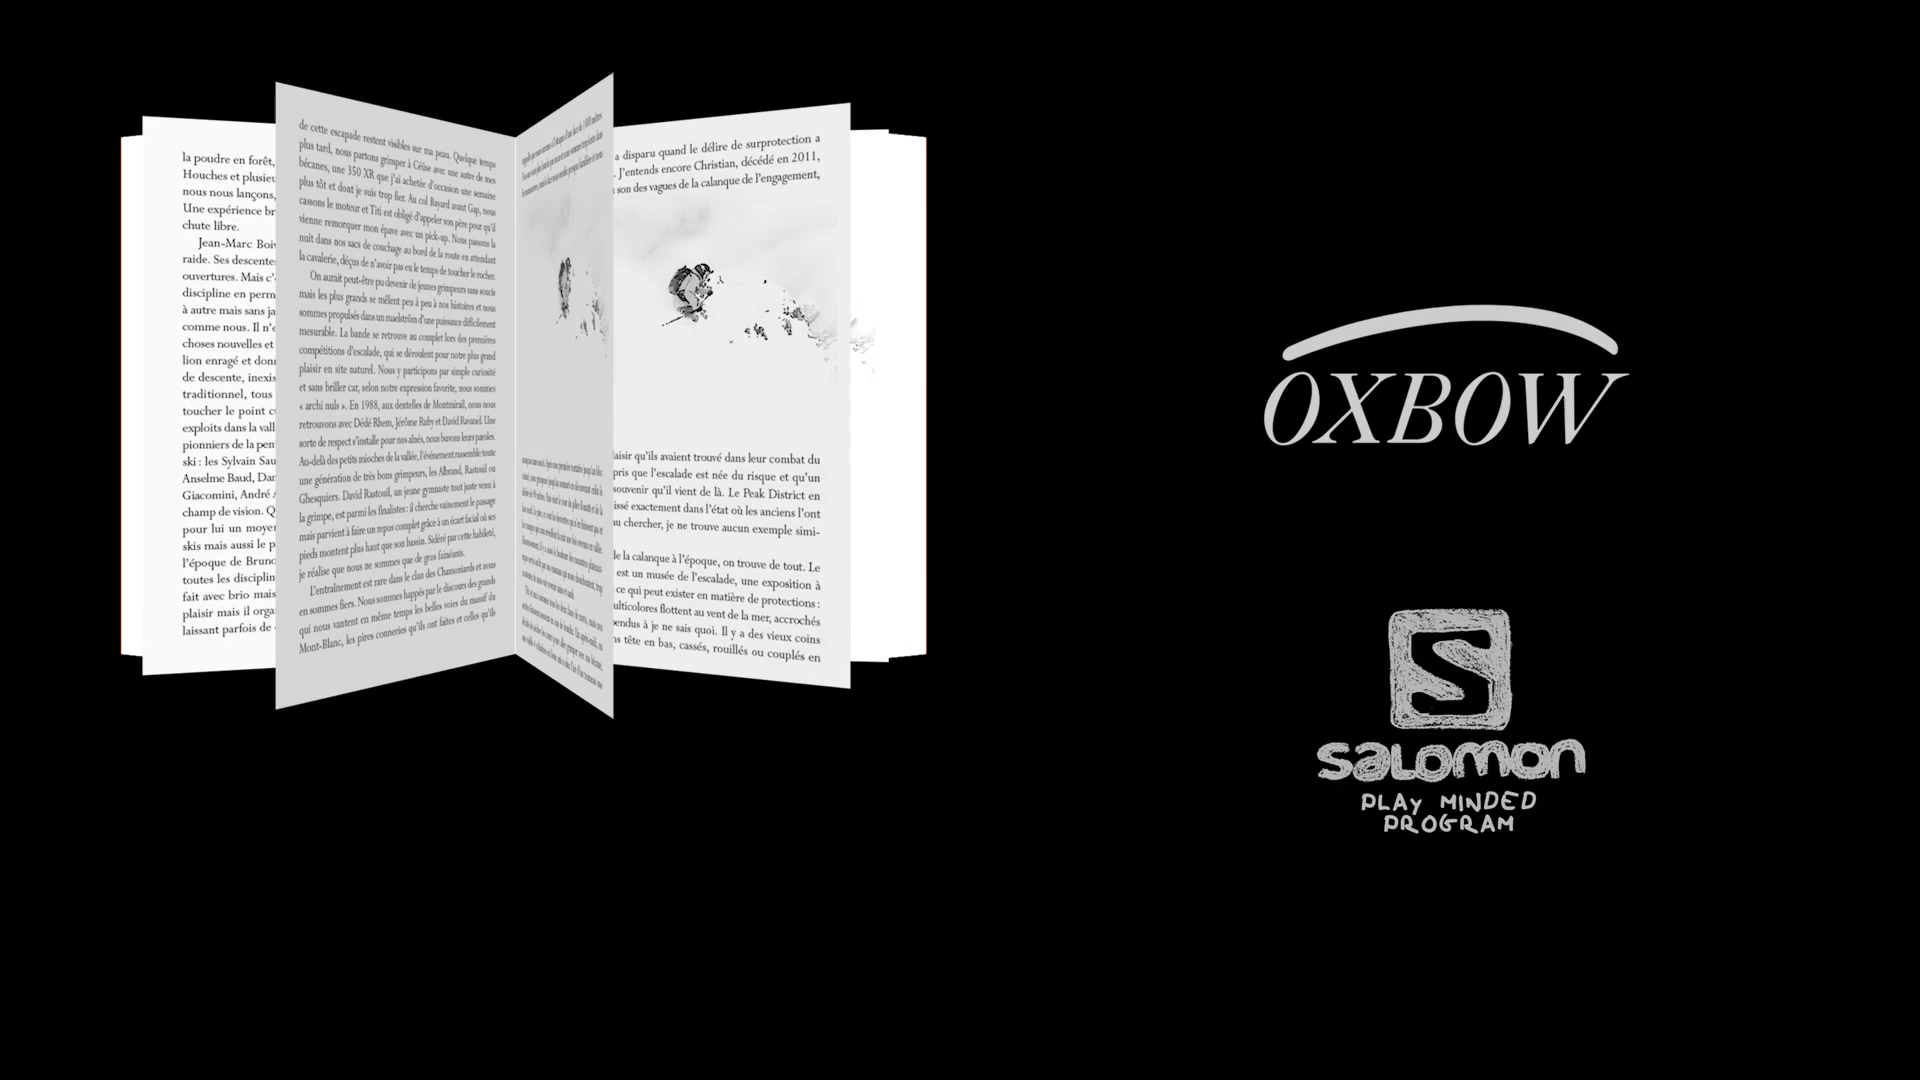 la poudre en forêt,
Houches et plusieu
nous nous lançons,
Une expérience br
chute libre.
Jean-Marc Boiv
raide. Ses descente
ouvertures. Mais c'
discipline en perm
à autre mais sans ja
comme nous. Il n'e
choses nouvelles et
lion enragé et donn
de descente, inexis
traditionnel, tous
toucher le point cu
exploits dans la vall
pionniers de la pen
ski : les Sylvain Sau
Anselme Baud, Dan
Giacomini, André A
champ de vision. Q
pour lui un moyen
skis mais aussi le p
l'époque de Bruno
toutes les disciplin
fait avec brio mais
plaisir mais il orga
laissant parfois de
de cette escapade restent visibles sur ma peau. Quelque temps
plus tard, nous partons grimper à Céüse avec une autre de mes
bécanes, une 350 XR que j'ai achetée d'occasion une semaine
plus tôt et dont je suis trop fier. Au col Bayard avant Gap, nous
cassons le moteur et Titi est obligé d'appeler son père pour qu'il
vienne remorquer mon épave avec un pick-up. Nous passons la
nuit dans nos sacs de couchage au bord de la route en attendant
la cavalerie, déçus de n'avoir pas eu le temps de toucher le rocher.
On aurait peut-être pu devenir de jeunes grimpeurs sans soucis
mais les plus grands se mêlent peu à peu à nos histoires et nous
sommes propulsés dans un maelström d'une puissance difficilement
mesurable. La bande se retrouve au complet lors des premières
compétitions d'escalade, qui se déroulent pour notre plus grand
plaisir en site naturel. Nous y participons par simple curiosité
et sans briller car, selon notre expression favorite, nous sommes
« archi nuls ». En 1988, aux dentelles de Montmirail, nous nous
retrouvons avec Dédé Rhem, Jérôme Ruby et David Ravanel. Une
sorte de respect s'installe pour nos aînés, nous buvons leurs paroles.
Au-delà des petits mioches de la vallée, l'événement rassemble toute
une génération de très bons grimpeurs, les Albrand, Rastouil ou
Ghesquiers. David Rastouil, un jeune gymnaste tout juste venu à
la grimpe, est parmi les finalistes : il cherche vainement le passage
mais parvient à faire un repos complet grâce à un écart facial où ses
pieds montent plus haut que son bassin. Sidéré par cette habileté,
je réalise que nous ne sommes que de gros fainéants.
L'entraînement est rare dans le clan des Chamoniards et nous
en sommes fiers. Nous sommes happés par le discours des grands
qui nous vantent en même temps les belles voies du massif du
Mont-Blanc, les pires conneries qu'ils ont faites et celles qu'ils
a disparu quand le délire de surprotection a
. J'entends encore Christian, décédé en 2011,
son des vagues de la calanque de l'engagement,
laisir qu'ils avaient trouvé dans leur combat du
pris que l'escalade est née du risque et qu'un
souvenir qu'il vient de là. Le Peak District en
issé exactement dans l'état où les anciens l'ont
au chercher, je ne trouve aucun exemple simi-
de la calanque à l'époque, on trouve de tout. Le
est un musée de l'escalade, une exposition à
ce qui peut exister en matière de protections :
ulticolores flottent au vent de la mer, accrochés
pendus à je ne sais quoi. Il y a des vieux coins
ns tête en bas, cassés, rouillés ou couplés en
OXBOW
SALOMON
PLAY MINDED
PROGRAM